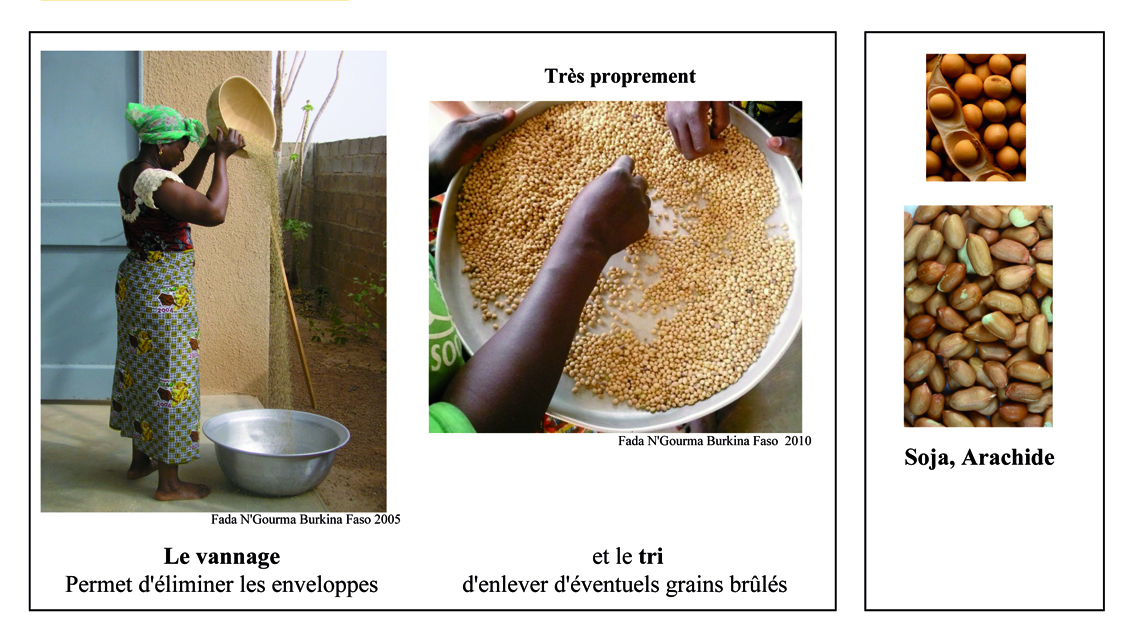 Très proprement
SO
Fada N'Gourma Burkina Faso 2010
Fada N'Gourma Burkina Faso 2005
Le vannage
Permet d'éliminer les enveloppes
et le tri
d'enlever d'éventuels grains brûlés
Soja, Arachide